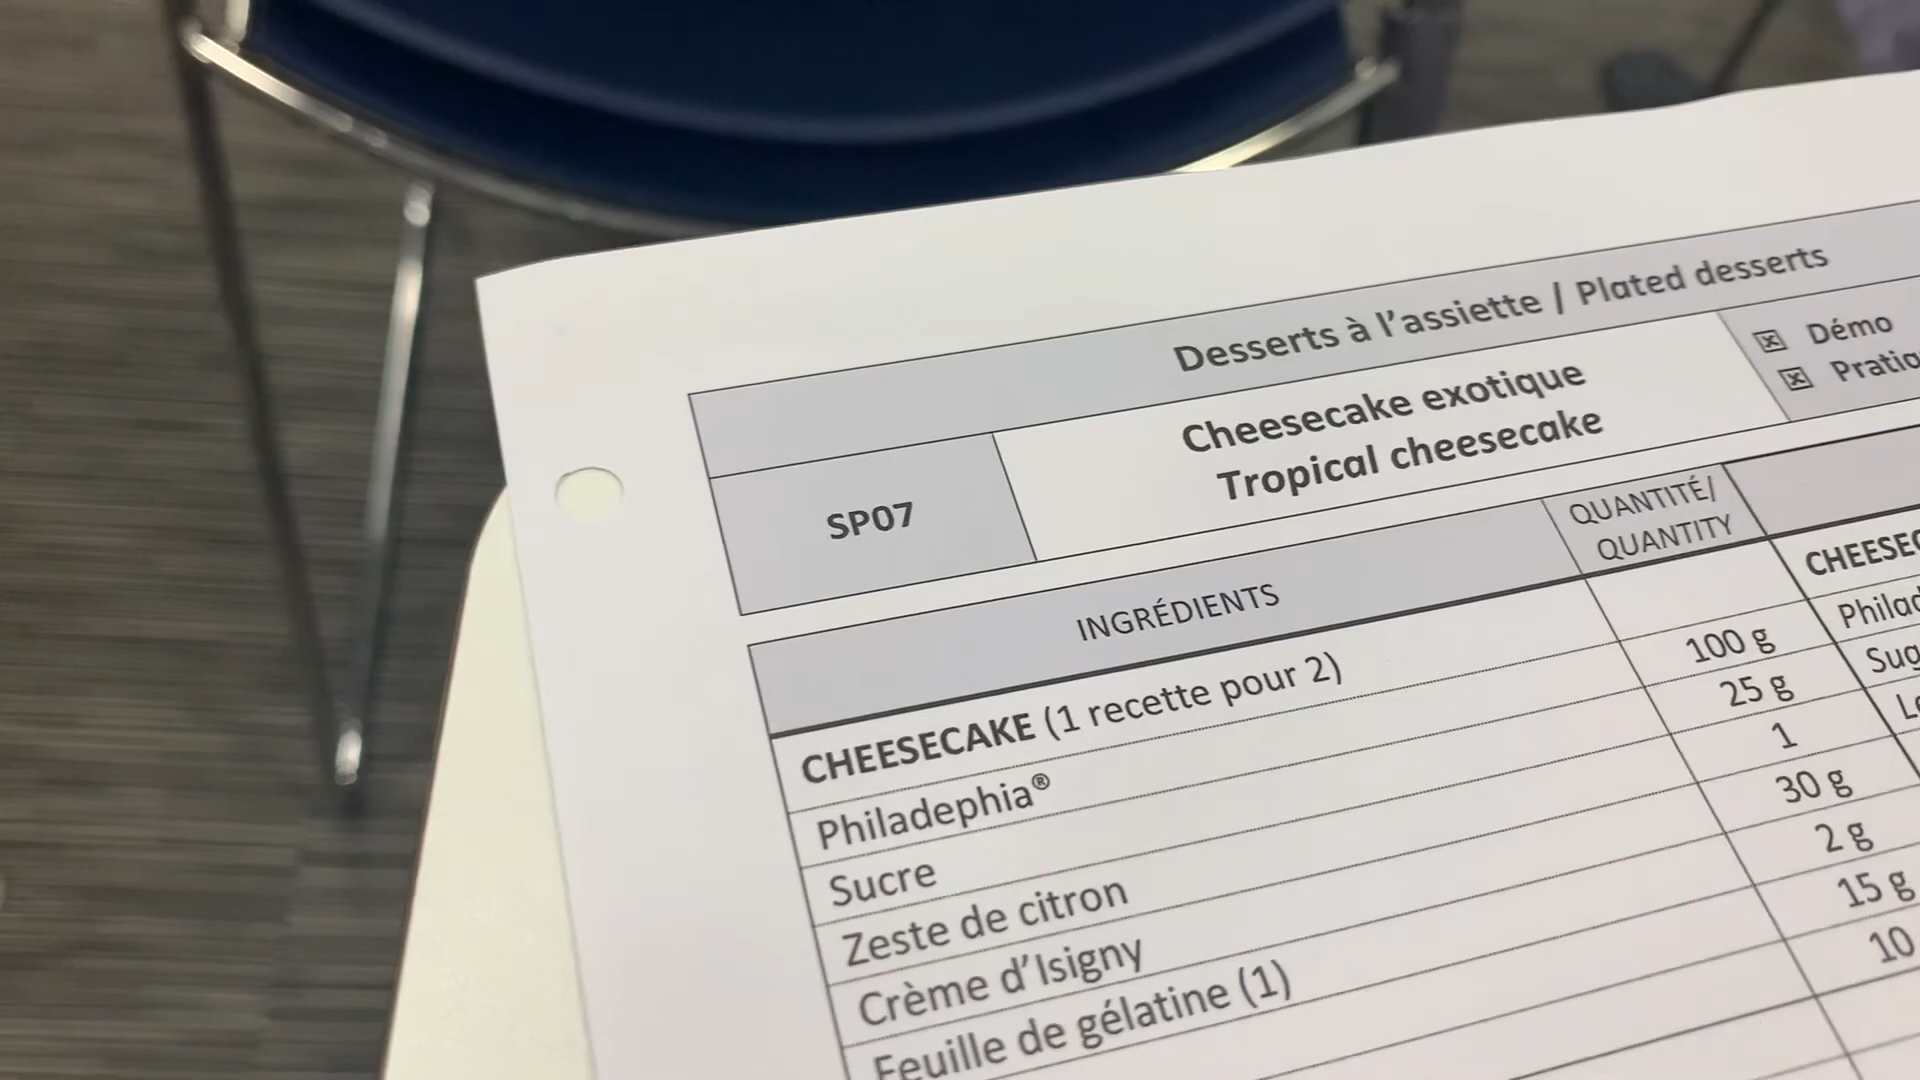 Desserts à l'assiette / Plated desserts
SP07
Cheesecake exotique
Tropical cheesecake
Démo
INGRÉDIENTS
QUANTITÉ/
QUANTITY
CHEESECAKE (1 recette pour 2)
Philadephia® 100 g
Sucre 25 g
Zeste de citron 1
Crème d'Isigny 30 g
Feuille de gélatine (1) 2 g
15 g
10